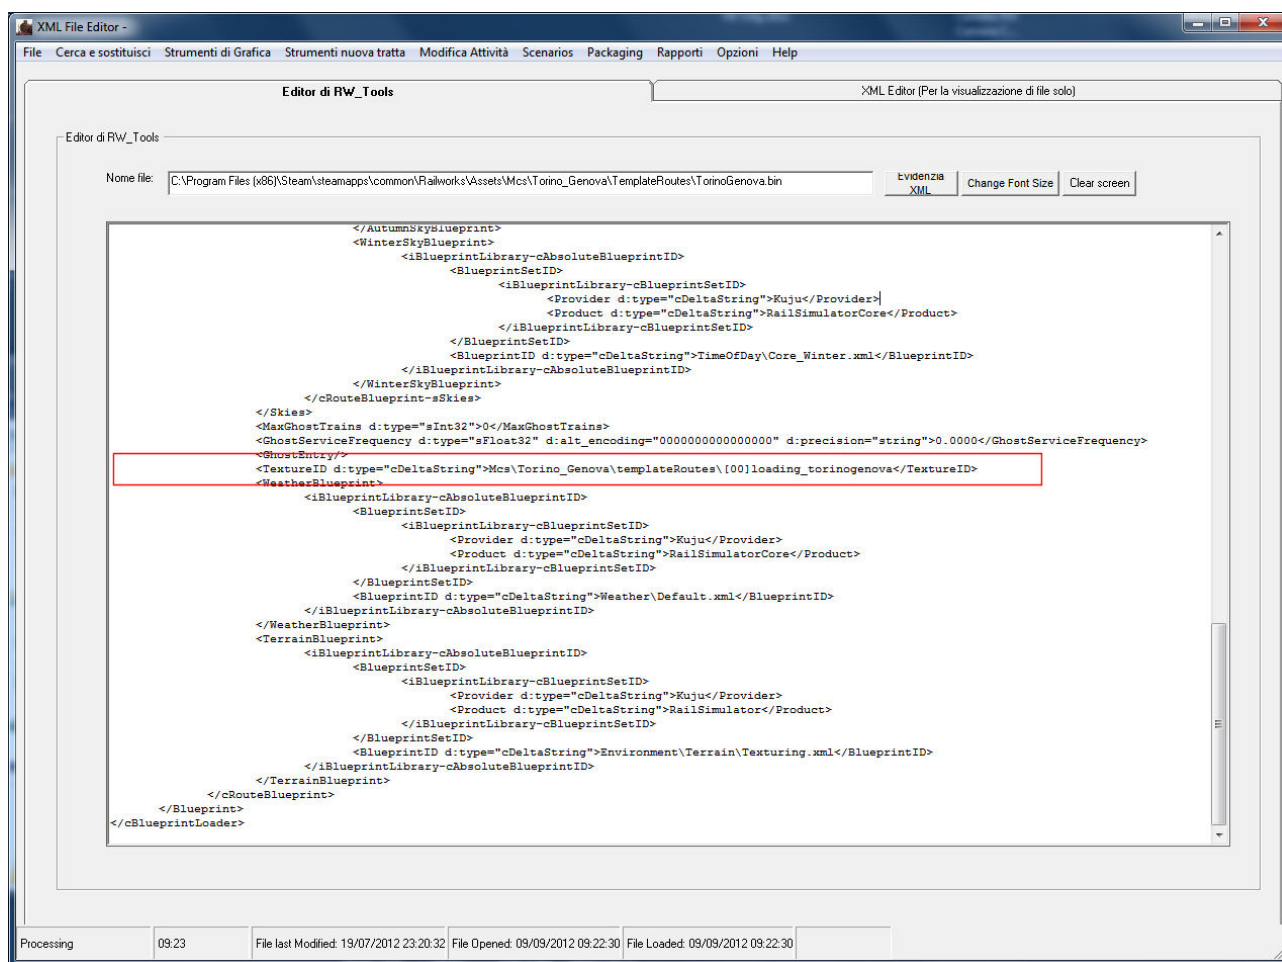 XML File Editor -
File Cerca e sostituisci Strumenti di Grafica Strumenti nuova tratta Modifica Attività Scenarios Packaging Rapporti Opzioni Help
Editor di RW_Tools XML Editor (Per la visualizzazione di file solo)
Editor di RW_Tools
Nome file: C:\Program Files (x86)\Steam\steamapps\common\Railworks\Assets\Mcs\Torino_Genova\TemplateRoutes\TorinoGenova.bin Evidenzia XML Change Font Size Clear screen
</AutumnSkyBlueprint>
<WinterSkyBlueprint>
<iBlueprintLibrary-cAbsoluteBlueprintID>
<BlueprintSetID>
<iBlueprintLibrary-cBlueprintSetID>
<Provider d:type="cDeltaString">Kuju</Provider>
<Product d:type="cDeltaString">RailSimulatorCore</Product>
</iBlueprintLibrary-cBlueprintSetID>
</BlueprintSetID>
<BlueprintID d:type="cDeltaString">TimeOfDay\Core_Winter.xml</BlueprintID>
</iBlueprintLibrary-cAbsoluteBlueprintID>
</WinterSkyBlueprint>
</cRouteBlueprint-sSkies>
</Skies>
<MaxGhostTrains d:type="sInt32">0</MaxGhostTrains>
<GhostServiceFrequency d:type="sFloat32" d:alt_encoding="0000000000000000" d:precision="string">0.0000</GhostServiceFrequency>
<GhostEntry/>
<TextureID d:type="cDeltaString">Mcs\Torino_Genova\templateRoutes\[00]loading_torinogenova</TextureID>
<WeatherBlueprint>
<iBlueprintLibrary-cAbsoluteBlueprintID>
<BlueprintSetID>
<iBlueprintLibrary-cBlueprintSetID>
<Provider d:type="cDeltaString">Kuju</Provider>
<Product d:type="cDeltaString">RailSimulatorCore</Product>
</iBlueprintLibrary-cBlueprintSetID>
</BlueprintSetID>
<BlueprintID d:type="cDeltaString">Weather\Default.xml</BlueprintID>
</iBlueprintLibrary-cAbsoluteBlueprintID>
</WeatherBlueprint>
<TerrainBlueprint>
<iBlueprintLibrary-cAbsoluteBlueprintID>
<BlueprintSetID>
<iBlueprintLibrary-cBlueprintSetID>
<Provider d:type="cDeltaString">Kuju</Provider>
<Product d:type="cDeltaString">RailSimulator</Product>
</iBlueprintLibrary-cBlueprintSetID>
</BlueprintSetID>
<BlueprintID d:type="cDeltaString">Environment\Terrain\Texturing.xml</BlueprintID>
</iBlueprintLibrary-cAbsoluteBlueprintID>
</TerrainBlueprint>
</cRouteBlueprint>
</Blueprint>
</cBlueprintLoader>
Processing 09:23 File last Modified: 19/07/2012 23:20:32 File Opened: 09/09/2012 09:22:30 File Loaded: 09/09/2012 09:22:30